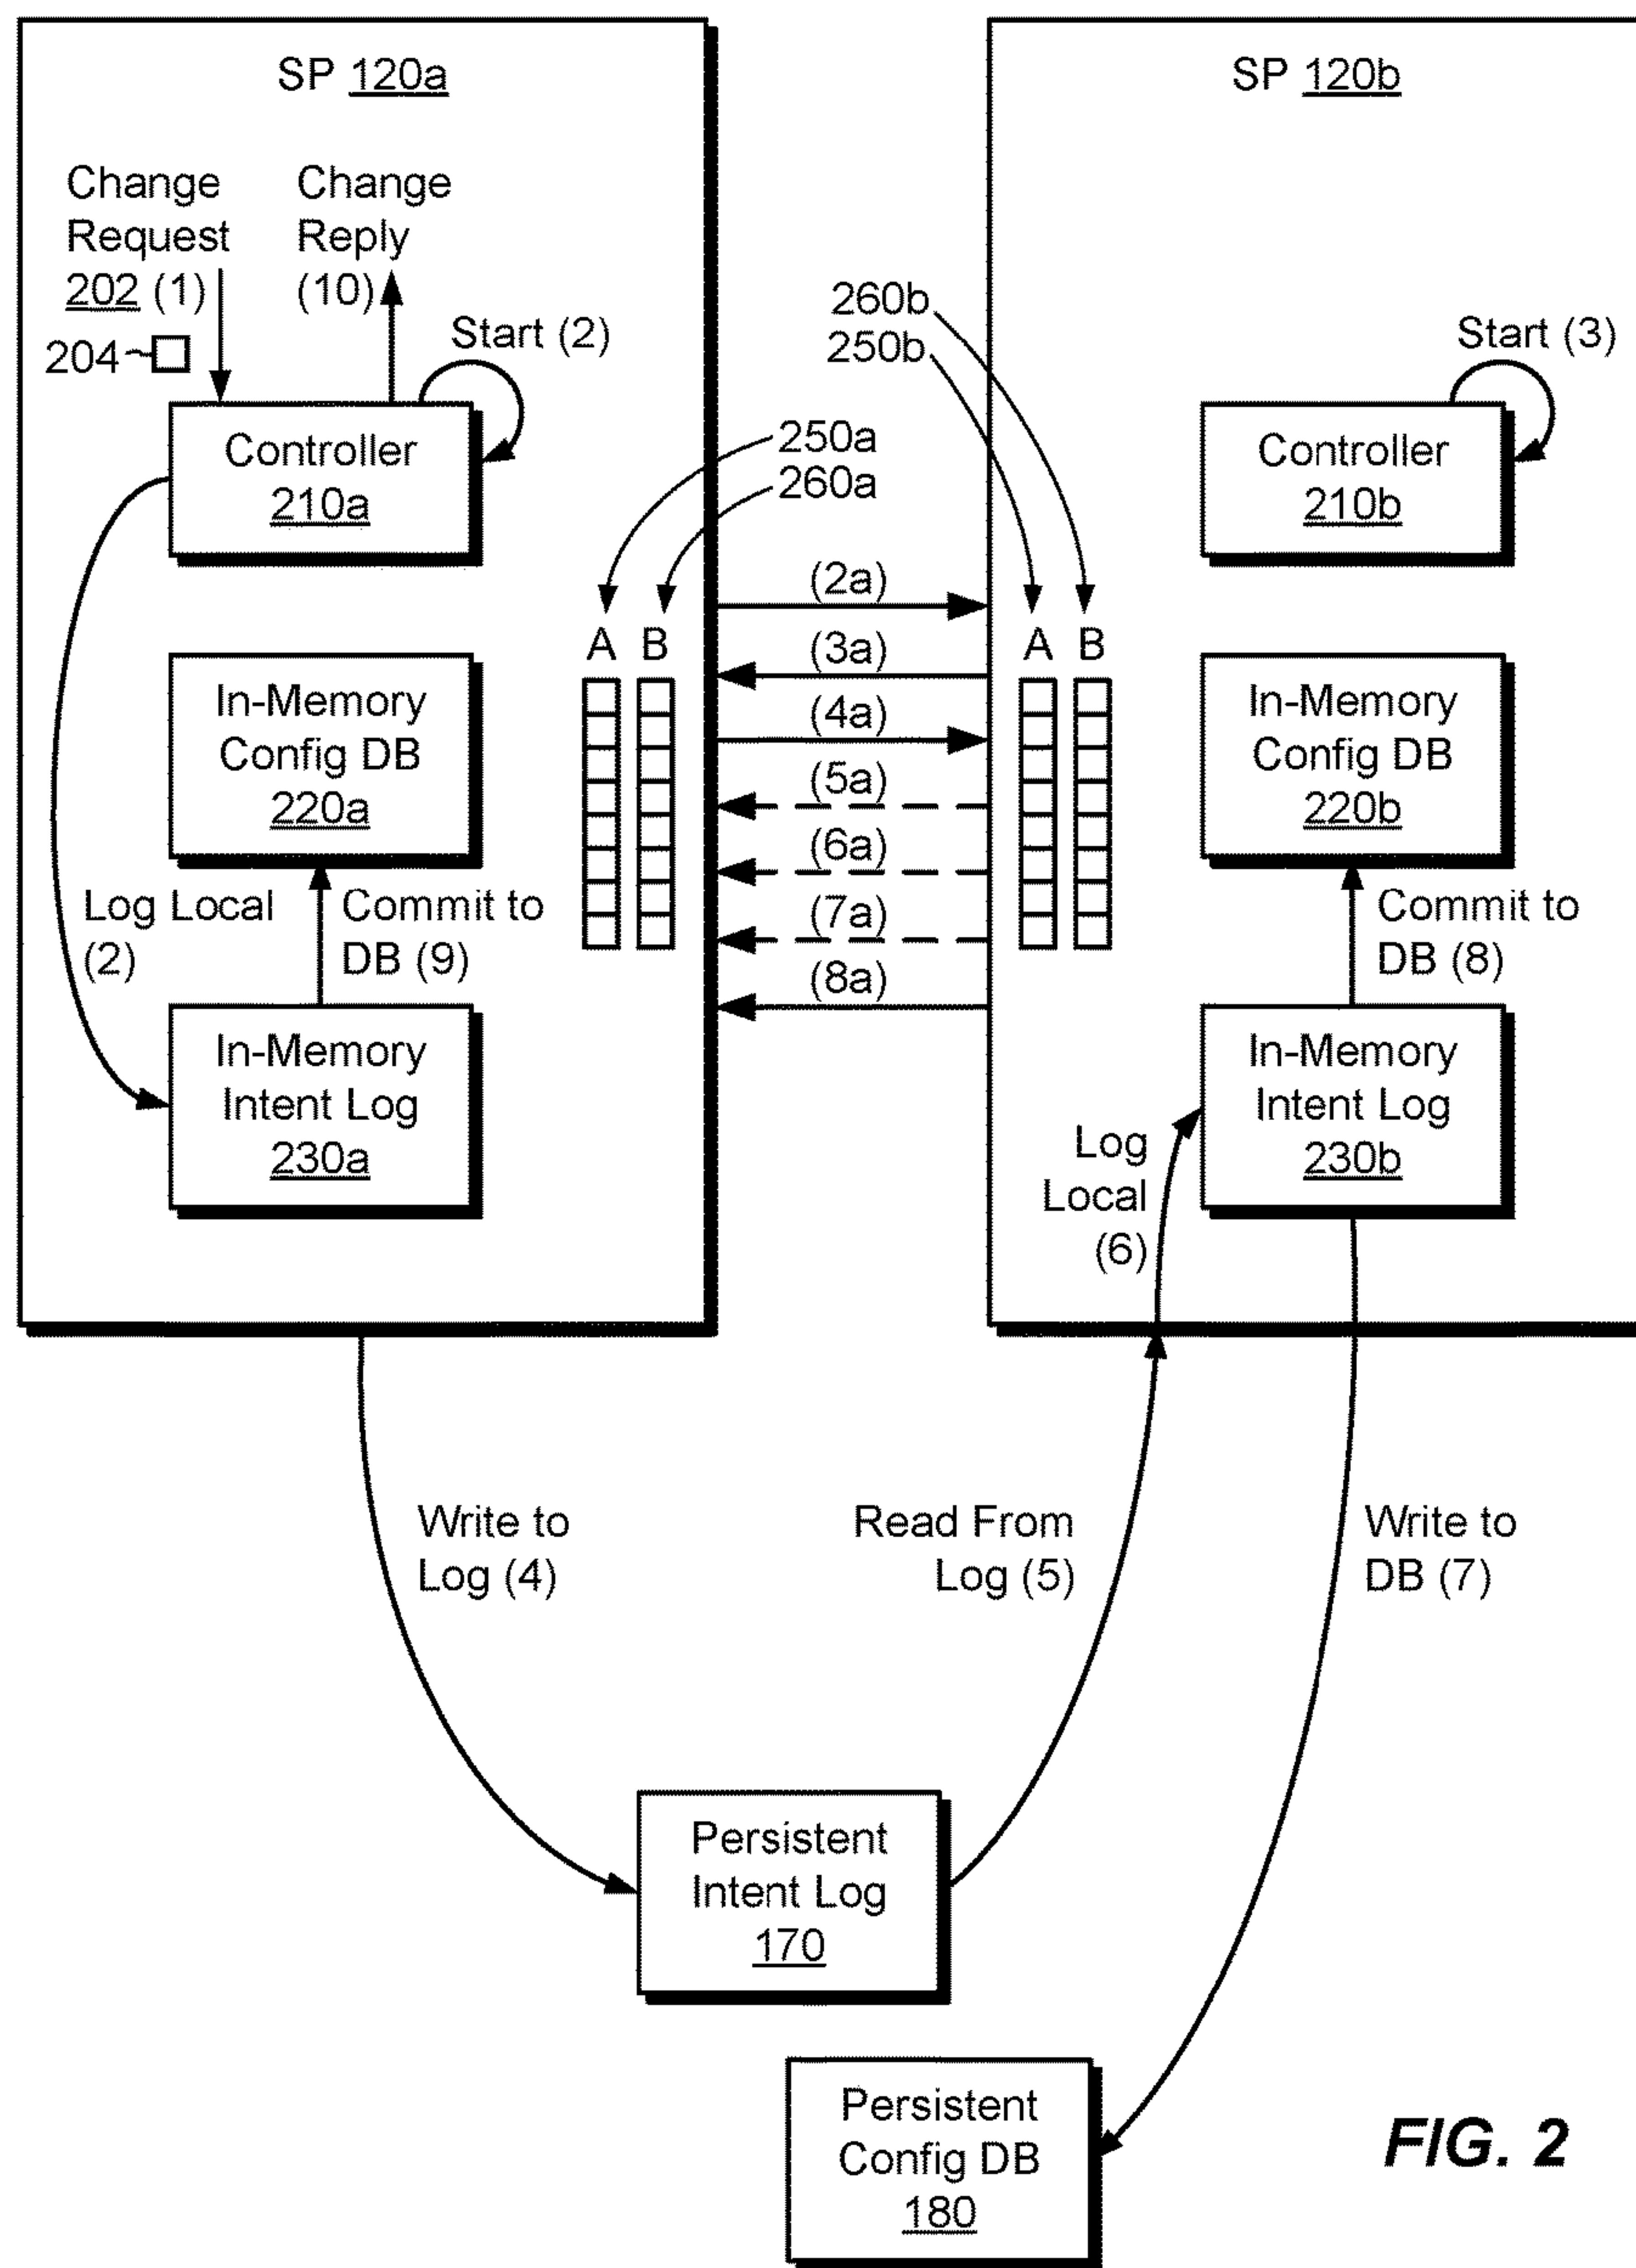 SP 120a
Change
Request
202 (1)
Change
Reply
(10)
204
Start (2)
Controller
210a
In-Memory
Config DB
220a
Log Local
(2)
Commit to
DB (9)
In-Memory
Intent Log
230a
250a
260a
A B
260b
250b
(2a)
(3a)
(4a)
(5a)
(6a)
(7a)
(8a)
SP 120b
Start (3)
Controller
210b
A B
In-Memory
Config DB
220b
Commit to
DB (8)
In-Memory
Intent Log
230b
Log
Local
(6)
Write to
Log (4)
Read From
Log (5)
Write to
DB (7)
Persistent
Intent Log
170
Persistent
Config DB
180
FIG. 2